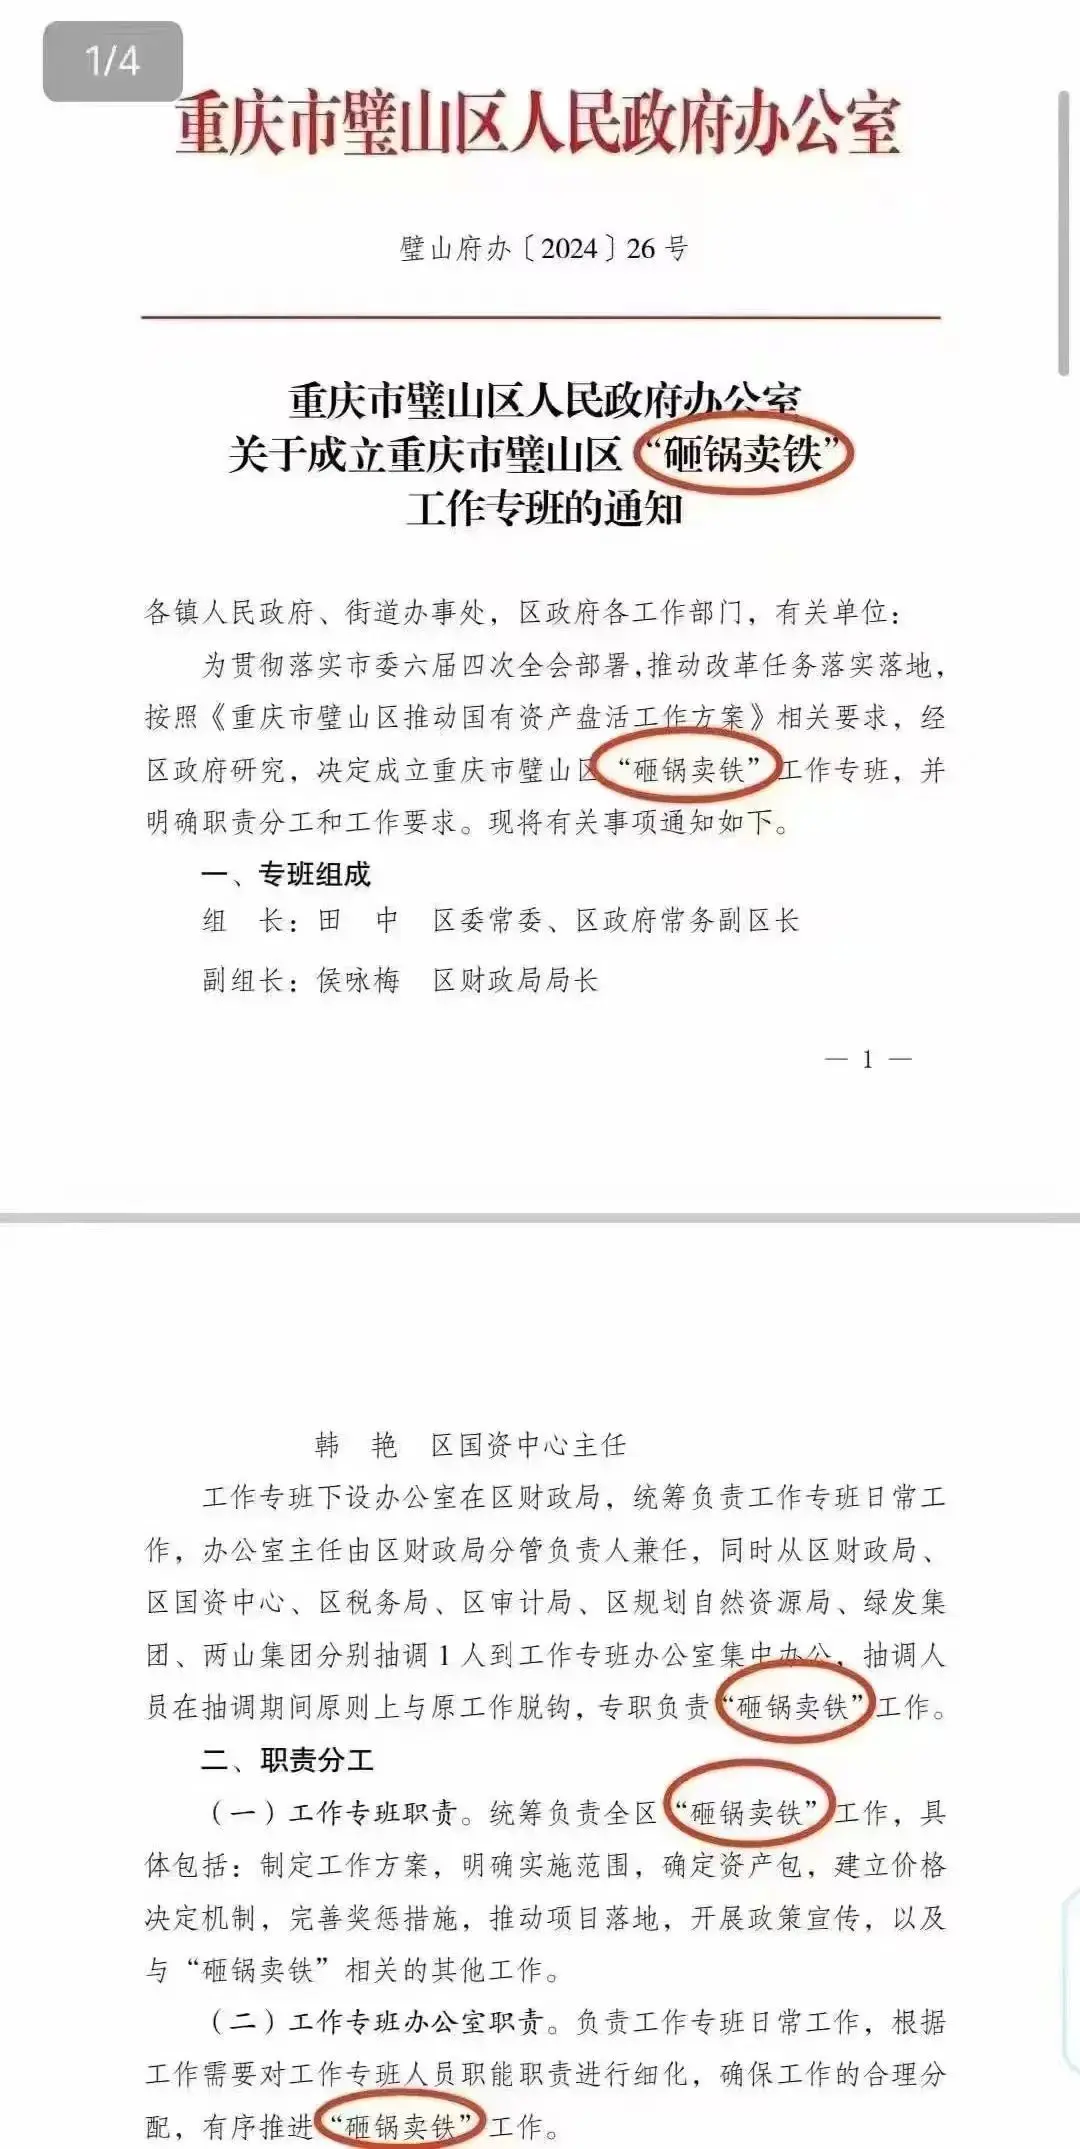 1/4
重庆市璧山区人民政府办公室
璧山府办〔2024〕26号
重庆市璧山区人民政府办公室
关于成立重庆市璧山区“砸锅卖铁”
工作专班的通知
各镇人民政府、街道办事处，区政府各工作部门，有关单位：
为贯彻落实市委六届四次全会部署，推动改革任务落实落地，
按照《重庆市璧山区推动国有资产盘活工作方案》相关要求，经
区政府研究，决定成立重庆市璧山区“砸锅卖铁”工作专班，并
明确职责分工和工作要求。现将有关事项通知如下。
一、专班组成
组 长：田 中 区委常委、区政府常务副区长
副组长：侯咏梅 区财政局局长
— 1 —
韩 艳 区国资中心主任
工作专班下设办公室在区财政局，统筹负责工作专班日常工
作，办公室主任由区财政局分管负责人兼任，同时从区财政局、
区国资中心、区税务局、区审计局、区规划自然资源局、绿发集
团、两山集团分别抽调1人到工作专班办公室集中办公，抽调人
员在抽调期间原则上与原工作脱钩，专职负责“砸锅卖铁”工作。
二、职责分工
（一）工作专班职责。统筹负责全区“砸锅卖铁”工作，具
体包括：制定工作方案，明确实施范围，确定资产包，建立价格
决定机制，完善奖惩措施，推动项目落地，开展政策宣传，以及
与“砸锅卖铁”相关的其他工作。
（二）工作专班办公室职责。负责工作专班日常工作，根据
工作需要对工作专班人员职能职责进行细化，确保工作的合理分
配，有序推进“砸锅卖铁”工作。